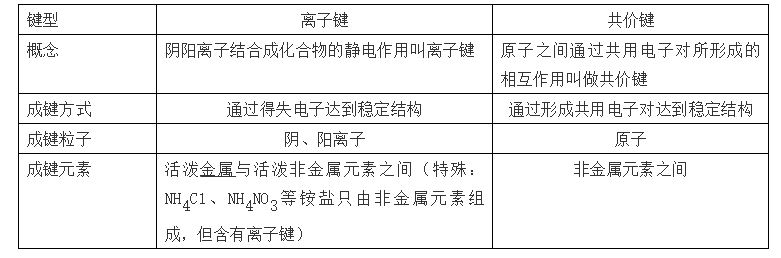 键型 离子键 共价键
概念 阴阳离子结合成化合物的静电作用叫离子键 原子之间通过共用电子对所形成的
相互作用叫做共价键
成键方式 通过得失电子达到稳定结构 通过形成共用电子对达到稳定结构
成键粒子 阴、阳离子 原子
成键元素 活泼金属与活泼非金属元素之间（特殊： 非金属元素之间
NH4C1、NH4NO3等铵盐只由非金属元素组
成，但含有离子键）